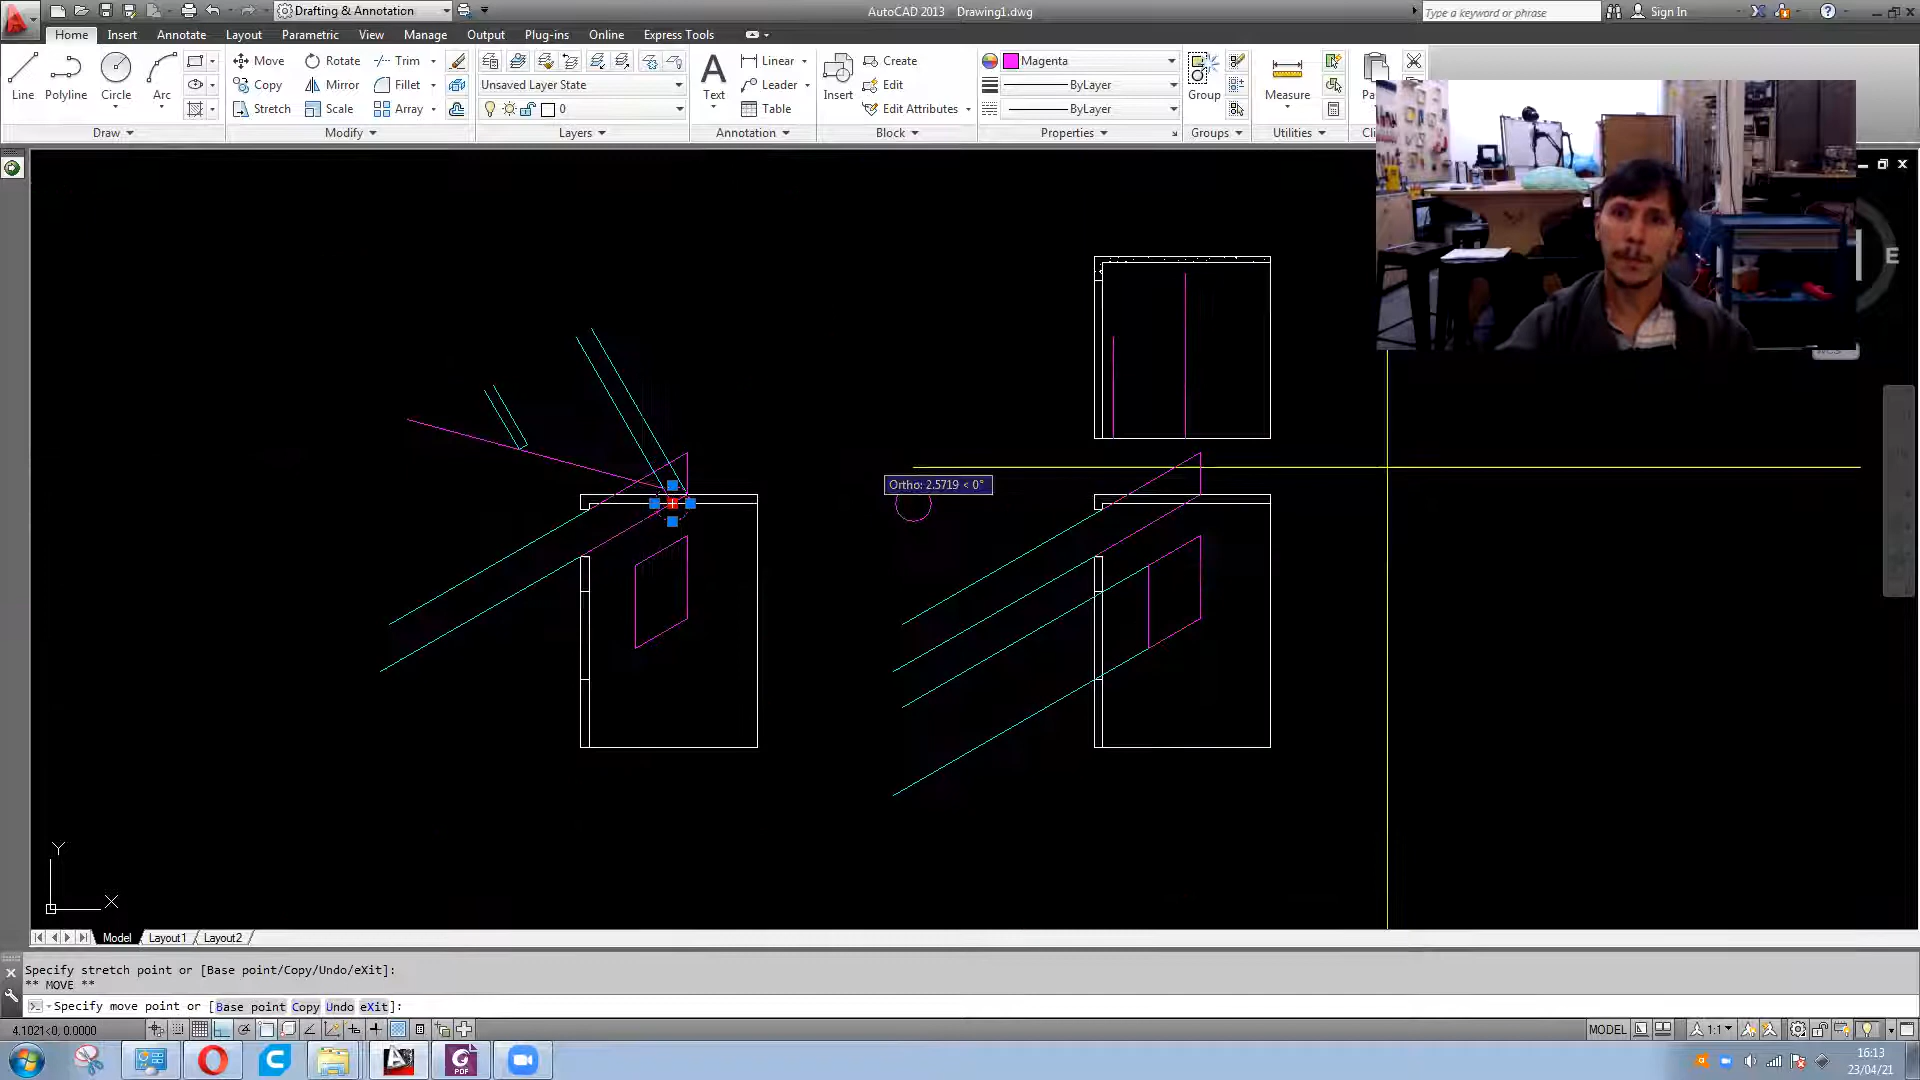 Drafting & Annotation
AutoCAD 2013 Drawing1.dwg
Type a keyword or phrase
Sign In
Home Insert Annotate Layout Parametric View Manage Output Plug-ins Online Express Tools
Line Polyline Circle Arc
Move Rotate Trim
Copy Mirror Fillet
Stretch Scale Array
Unsaved Layer State
0
Text
Linear
Leader
Table
Insert
Create
Edit
Edit Attributes
Magenta
ByLayer
ByLayer
Group
Measure
Draw Modify Layers Annotation Block Properties Groups Utilities
E
Ortho: 2.5719 < 0°
Y
X
Model Layout1 Layout2
Specify stretch point or [Base point/Copy/Undo/eXit]:
** MOVE **
Specify move point or [Base point Copy Undo eXit]:
4.1021<0, 0.0000
MODEL
1:1
PDF
16:13
23/04/21